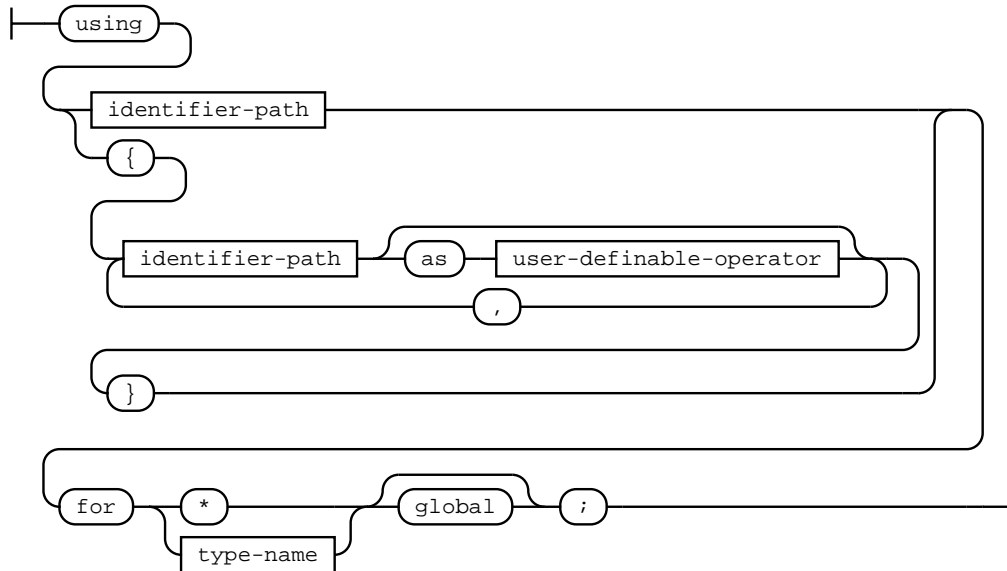 using
identifier-path
{
identifier-path as user-definable-operator
,
}
for * global ;
type-name